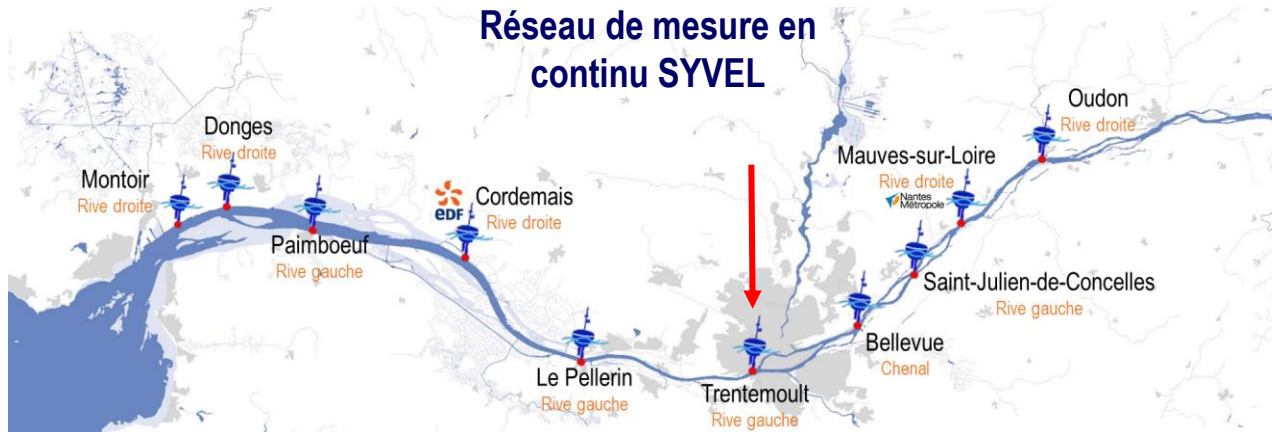 Réseau de mesure en
continu SYVEL
Oudon
Rive droite
Donges
Rive droite
Mauves-sur-Loire
Rive droite
Nantes
Métropole
Montoir
Rive droite
edF
Cordemais
Rive droite
Paimboeuf
Rive gauche
Saint-Julien-de-Concelles
Rive gauche
Bellevue
Chenal
Le Pellerin
Rive gauche
Trentemoult
Rive gauche